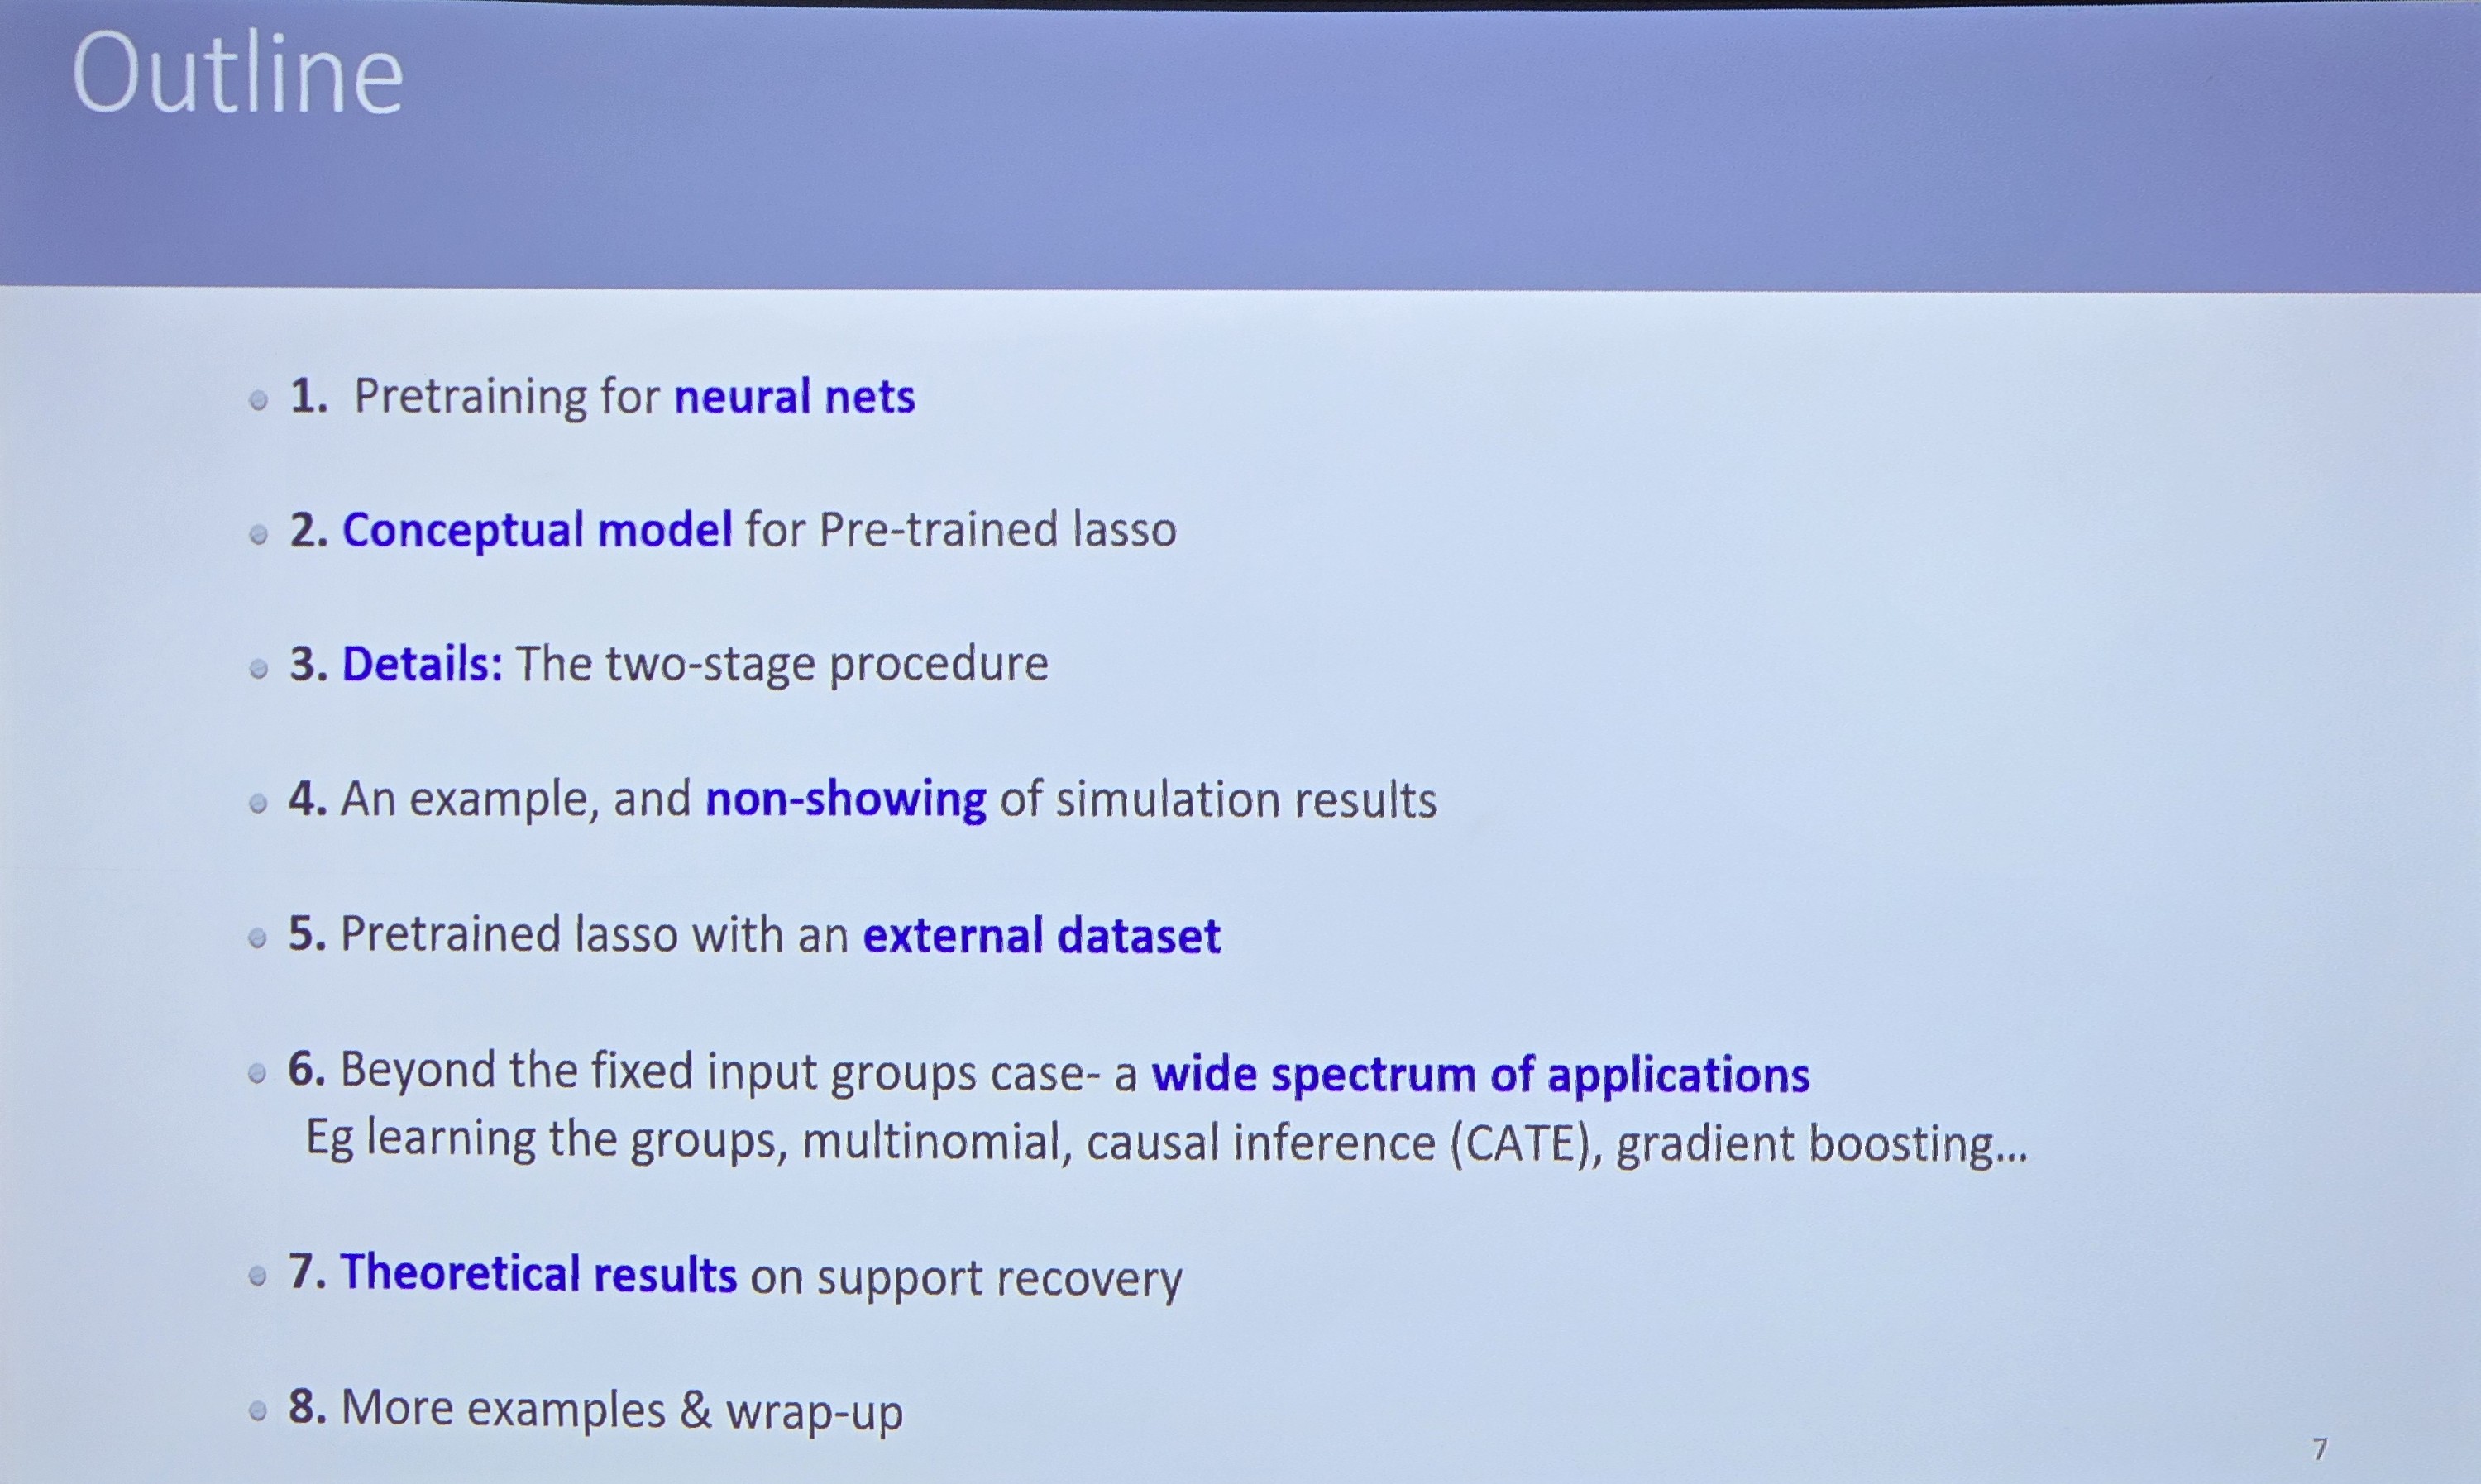 Outline
1. Pretraining for neural nets
2. Conceptual model for Pre-trained lasso
3. Details: The two-stage procedure
4. An example, and non-showing of simulation results
5. Pretrained lasso with an external dataset
6. Beyond the fixed input groups case- a wide spectrum of applications
Eg learning the groups, multinomial, causal inference (CATE), gradient boosting...
7. Theoretical results on support recovery
8. More examples & wrap-up
7